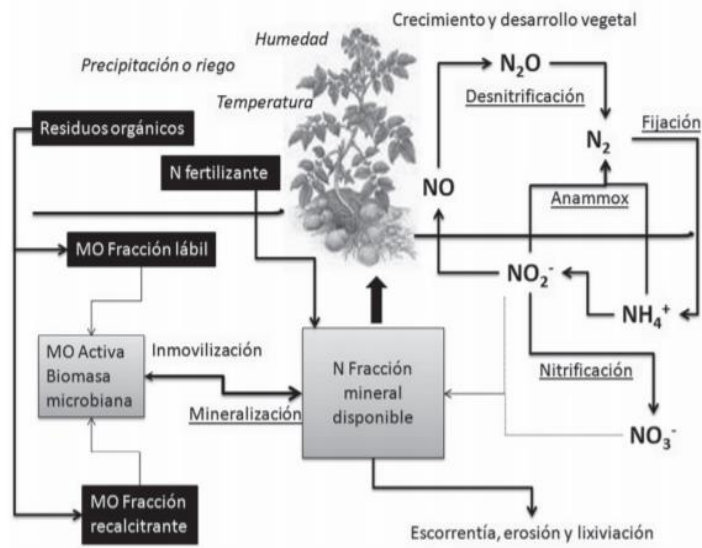 Crecimiento y desarrollo vegetal
Humedad
Precipitación o riego
N₂O
Desnitrificación
Temperatura
Residuos orgánicos
N₂
Fijación
N fertilizante
NO
Anammox
MO Fracción lábil
NO₂⁻
NH₄⁺
MO Activa
Biomasa
microbiana
Inmovilización
Mineralización
N Fracción
mineral
disponible
Nitrificación
NO₃⁻
MO Fracción
recalcitrante
Escorrentía, erosión y lixiviación